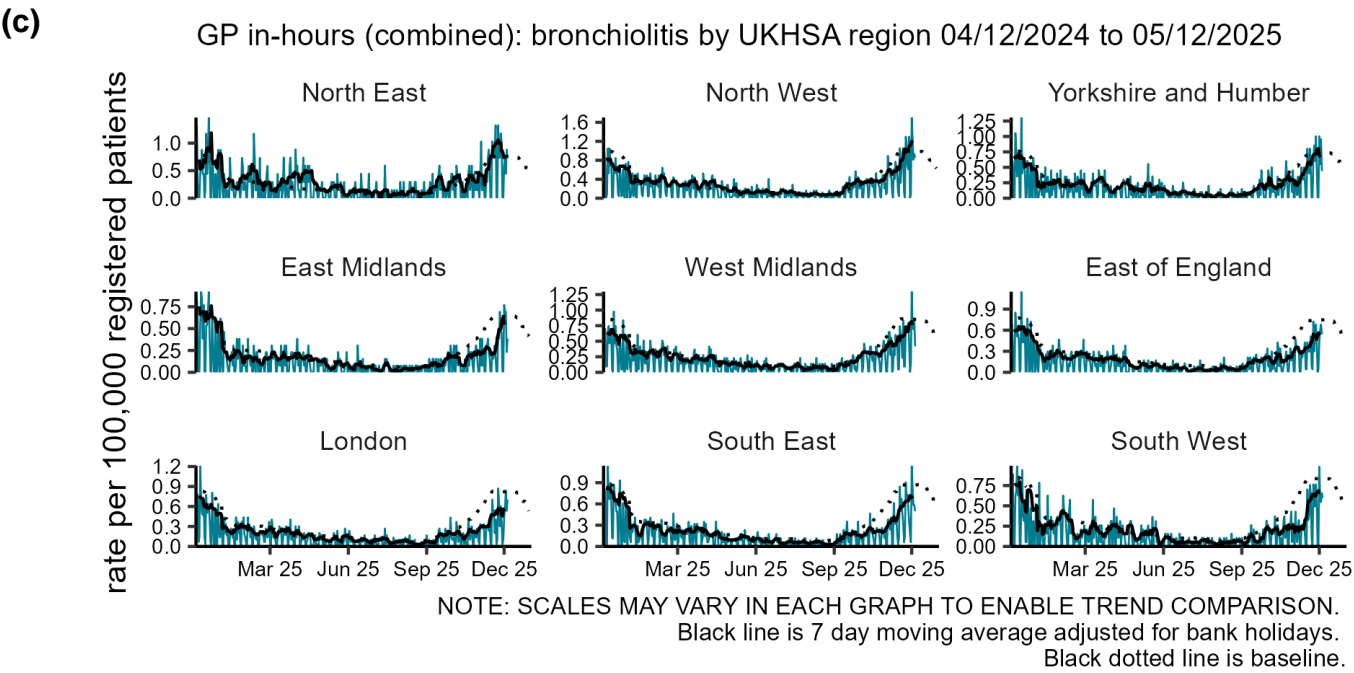 (c)
GP in-hours (combined): bronchiolitis by UKHSA region 04/12/2024 to 05/12/2025
rate per 100,000 registered patients
North East
1.0
0.5
0.0
North West
1.6
1.2
0.8
0.4
0.0
Yorkshire and Humber
1.25
1.00
0.75
0.50
0.25
0.00
East Midlands
0.75
0.50
0.25
0.00
West Midlands
1.25
1.00
0.75
0.50
0.25
0.00
East of England
0.9
0.6
0.3
0.0
London
1.2
0.9
0.6
0.3
0.0
South East
0.9
0.6
0.3
0.0
South West
0.75
0.50
0.25
0.00
Mar 25 Jun 25 Sep 25 Dec 25
Mar 25 Jun 25 Sep 25 Dec 25
Mar 25 Jun 25 Sep 25 Dec 25
NOTE: SCALES MAY VARY IN EACH GRAPH TO ENABLE TREND COMPARISON.
Black line is 7 day moving average adjusted for bank holidays.
Black dotted line is baseline.